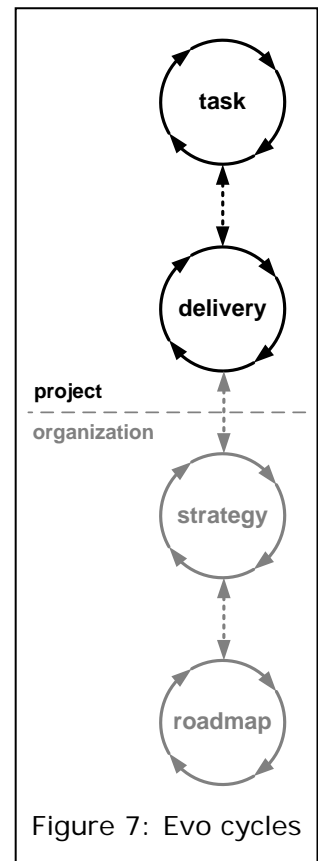 task
delivery
project
organization
strategy
roadmap
Figure 7: Evo cycles